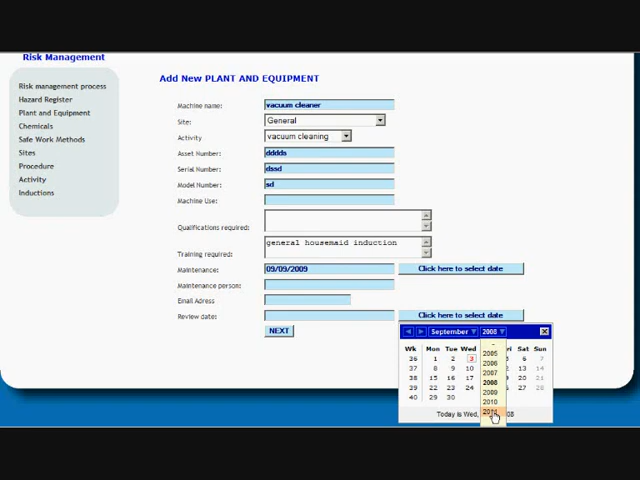 Risk Management
Risk management process
Hazard Register
Plant and Equipment
Chemicals
Safe Work Methods
Sites
Procedure
Activity
Inductions
Add New PLANT AND EQUIPMENT
Machine name: vacuum cleaner
Site: General
Activity vacuum cleaning
Asset Number: dddds
Serial Number: dssd
Model Number: sd
Machine Use:
Qualifications required:
Training required: general housemaid induction
Maintenance: 09/09/2009 Click here to select date
Maintenance person:
Email Adress
Review date: Click here to select date
NEXT
September 2008
Wk Mon Tue Wed Sat Sun
36 1 2 3 5 6 7
37 8 9 10 12 13 14
38 15 16 17 19 20 21
39 22 23 24 26 27 28
40 29 30
2005
2006
2007
2008
2009
2010
Today is Wed, 08